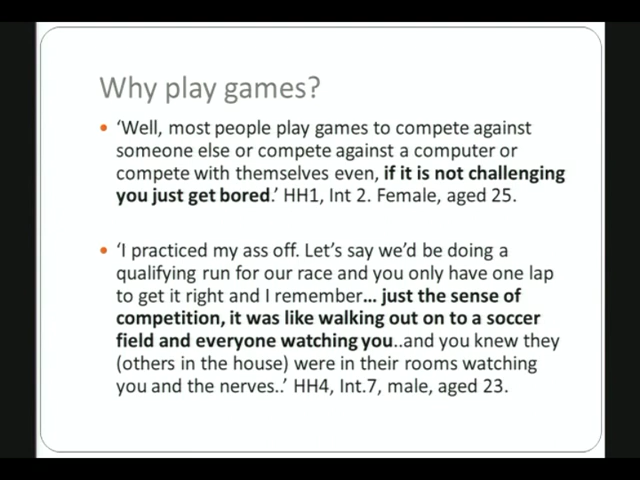 Why play games?
• ‘Well, most people play games to compete against
someone else or compete against a computer or
compete with themselves even, if it is not challenging
you just get bored.’ HH1, Int 2. Female, aged 25.
• ‘I practiced my ass off. Let’s say we’d be doing a
qualifying run for our race and you only have one lap
to get it right and I remember… just the sense of
competition, it was like walking out on to a soccer
field and everyone watching you..and you knew they
(others in the house) were in their rooms watching
you and the nerves..’ HH4, Int.7, male, aged 23.